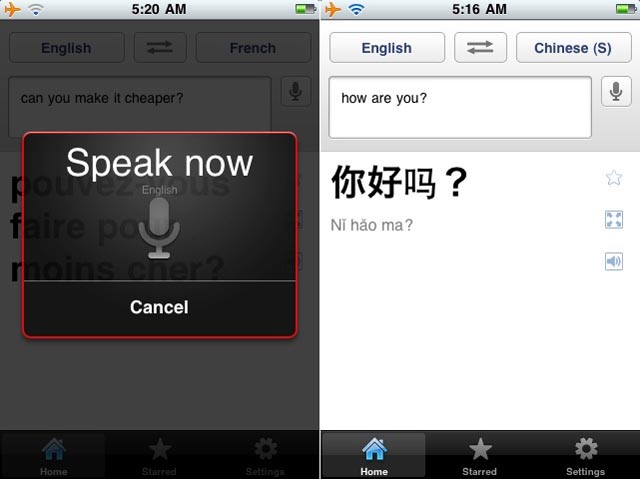 5:20 AM
English
French
can you make it cheaper?
pouvez-vous
faire pour
moins cher?
Speak now
English
Cancel
Home
Starred
Settings
5:16 AM
English
Chinese (S)
how are you?
你好吗？
Nǐ hǎo ma?
Home
Starred
Settings